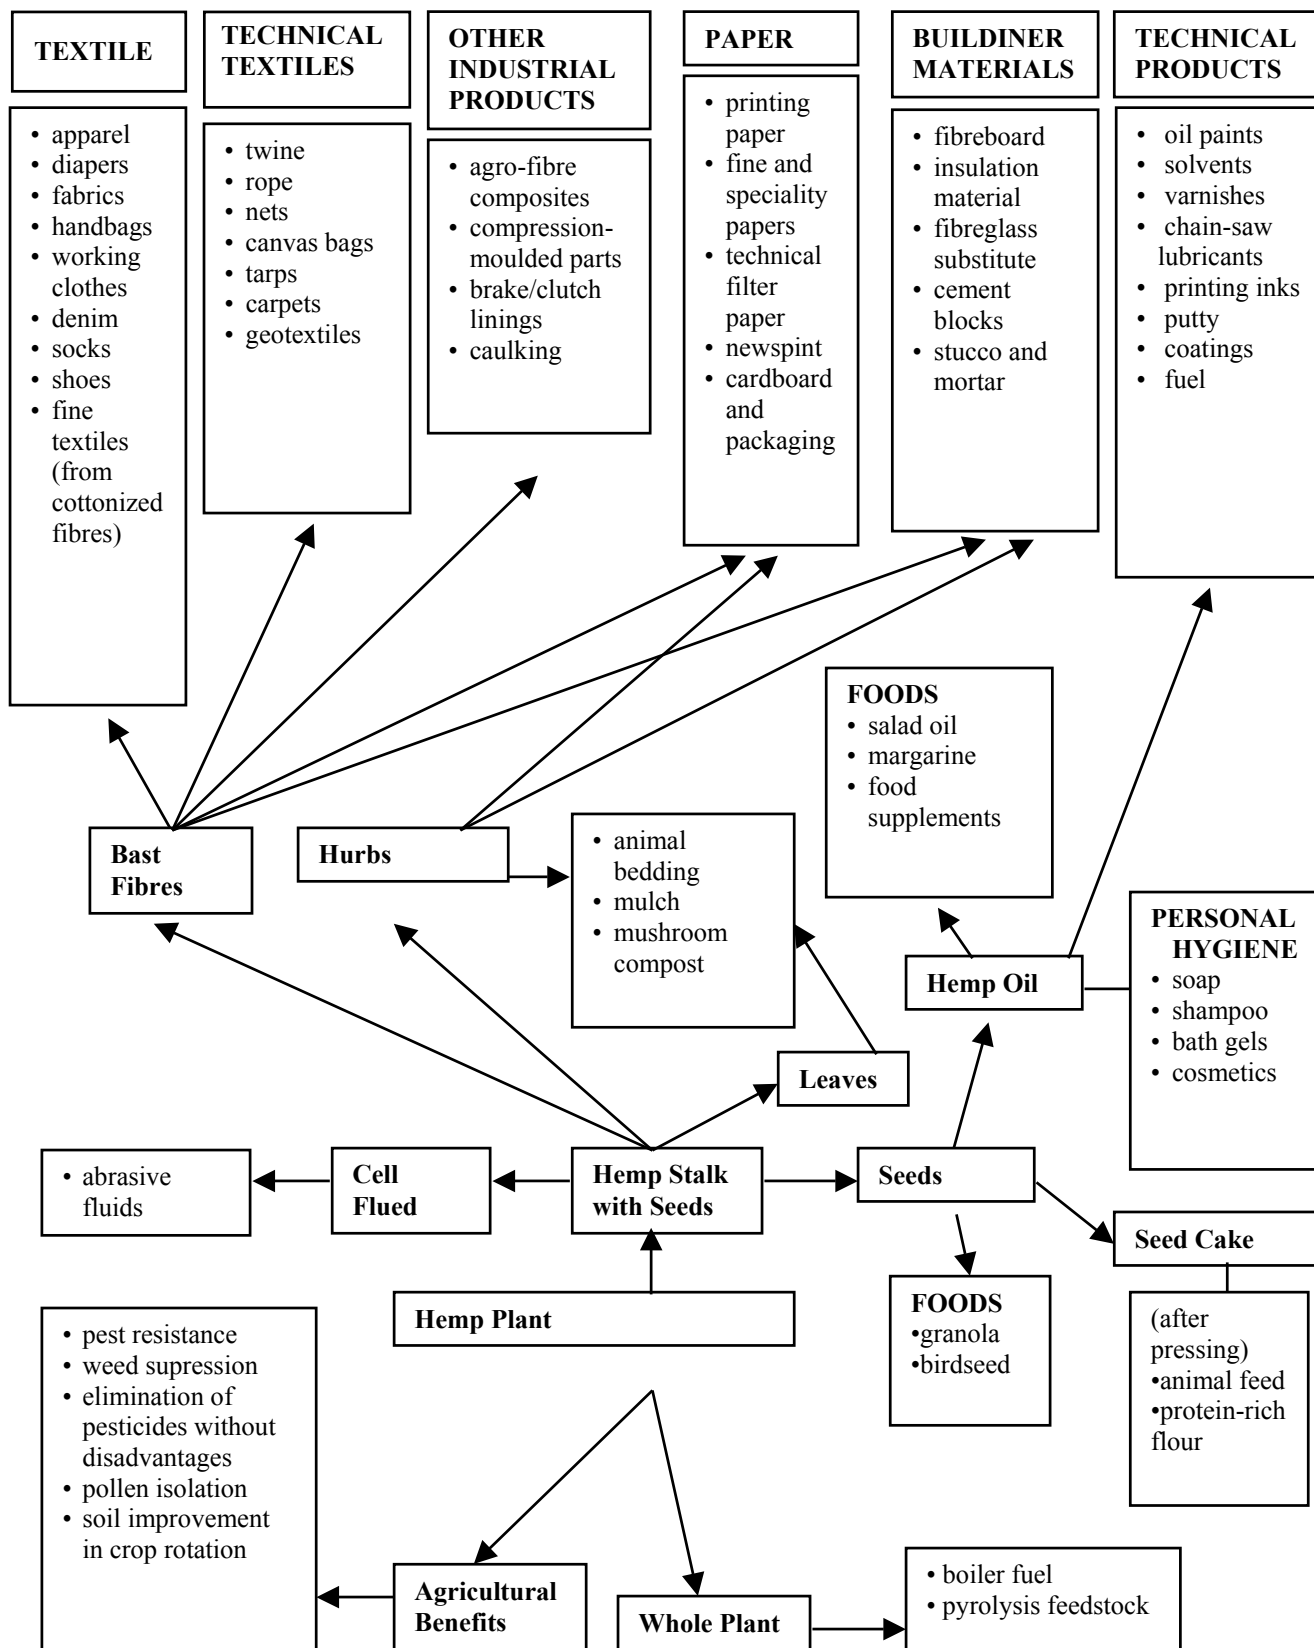 TEXTILE
TECHNICAL
TEXTILES
OTHER
INDUSTRIAL
PRODUCTS
PAPER
BUILDINER
MATERIALS
TECHNICAL
PRODUCTS
• apparel
• diapers
• fabrics
• handbags
• working
clothes
• denim
• socks
• shoes
• fine
textiles
(from
cottonized
fibres)
• twine
• rope
• nets
• canvas bags
• tarps
• carpets
• geotextiles
• agro-fibre
composites
• compression-
moulded parts
• brake/clutch
linings
• caulking
• printing
paper
• fine and
speciality
papers
• technical
filter
paper
• newspint
• cardboard
and
packaging
• fibreboard
• insulation
material
• fibreglass
substitute
• cement
blocks
• stucco and
mortar
• oil paints
• solvents
• varnishes
• chain-saw
lubricants
• printing inks
• putty
• coatings
• fuel
FOODS
• salad oil
• margarine
• food
supplements
Bast
Fibres
Hurbs
• animal
bedding
• mulch
• mushroom
compost
PERSONAL
HYGIENE
• soap
• shampoo
• bath gels
• cosmetics
Hemp Oil
Leaves
• abrasive
fluids
Cell
Flued
Hemp Stalk
with Seeds
Seeds
Seed Cake
Hemp Plant
FOODS
•granola
•birdseed
(after
pressing)
•animal feed
•protein-rich
flour
• pest resistance
• weed supression
• elimination of
pesticides without
disadvantages
• pollen isolation
• soil improvement
in crop rotation
Agricultural
Benefits
Whole Plant
• boiler fuel
• pyrolysis feedstock